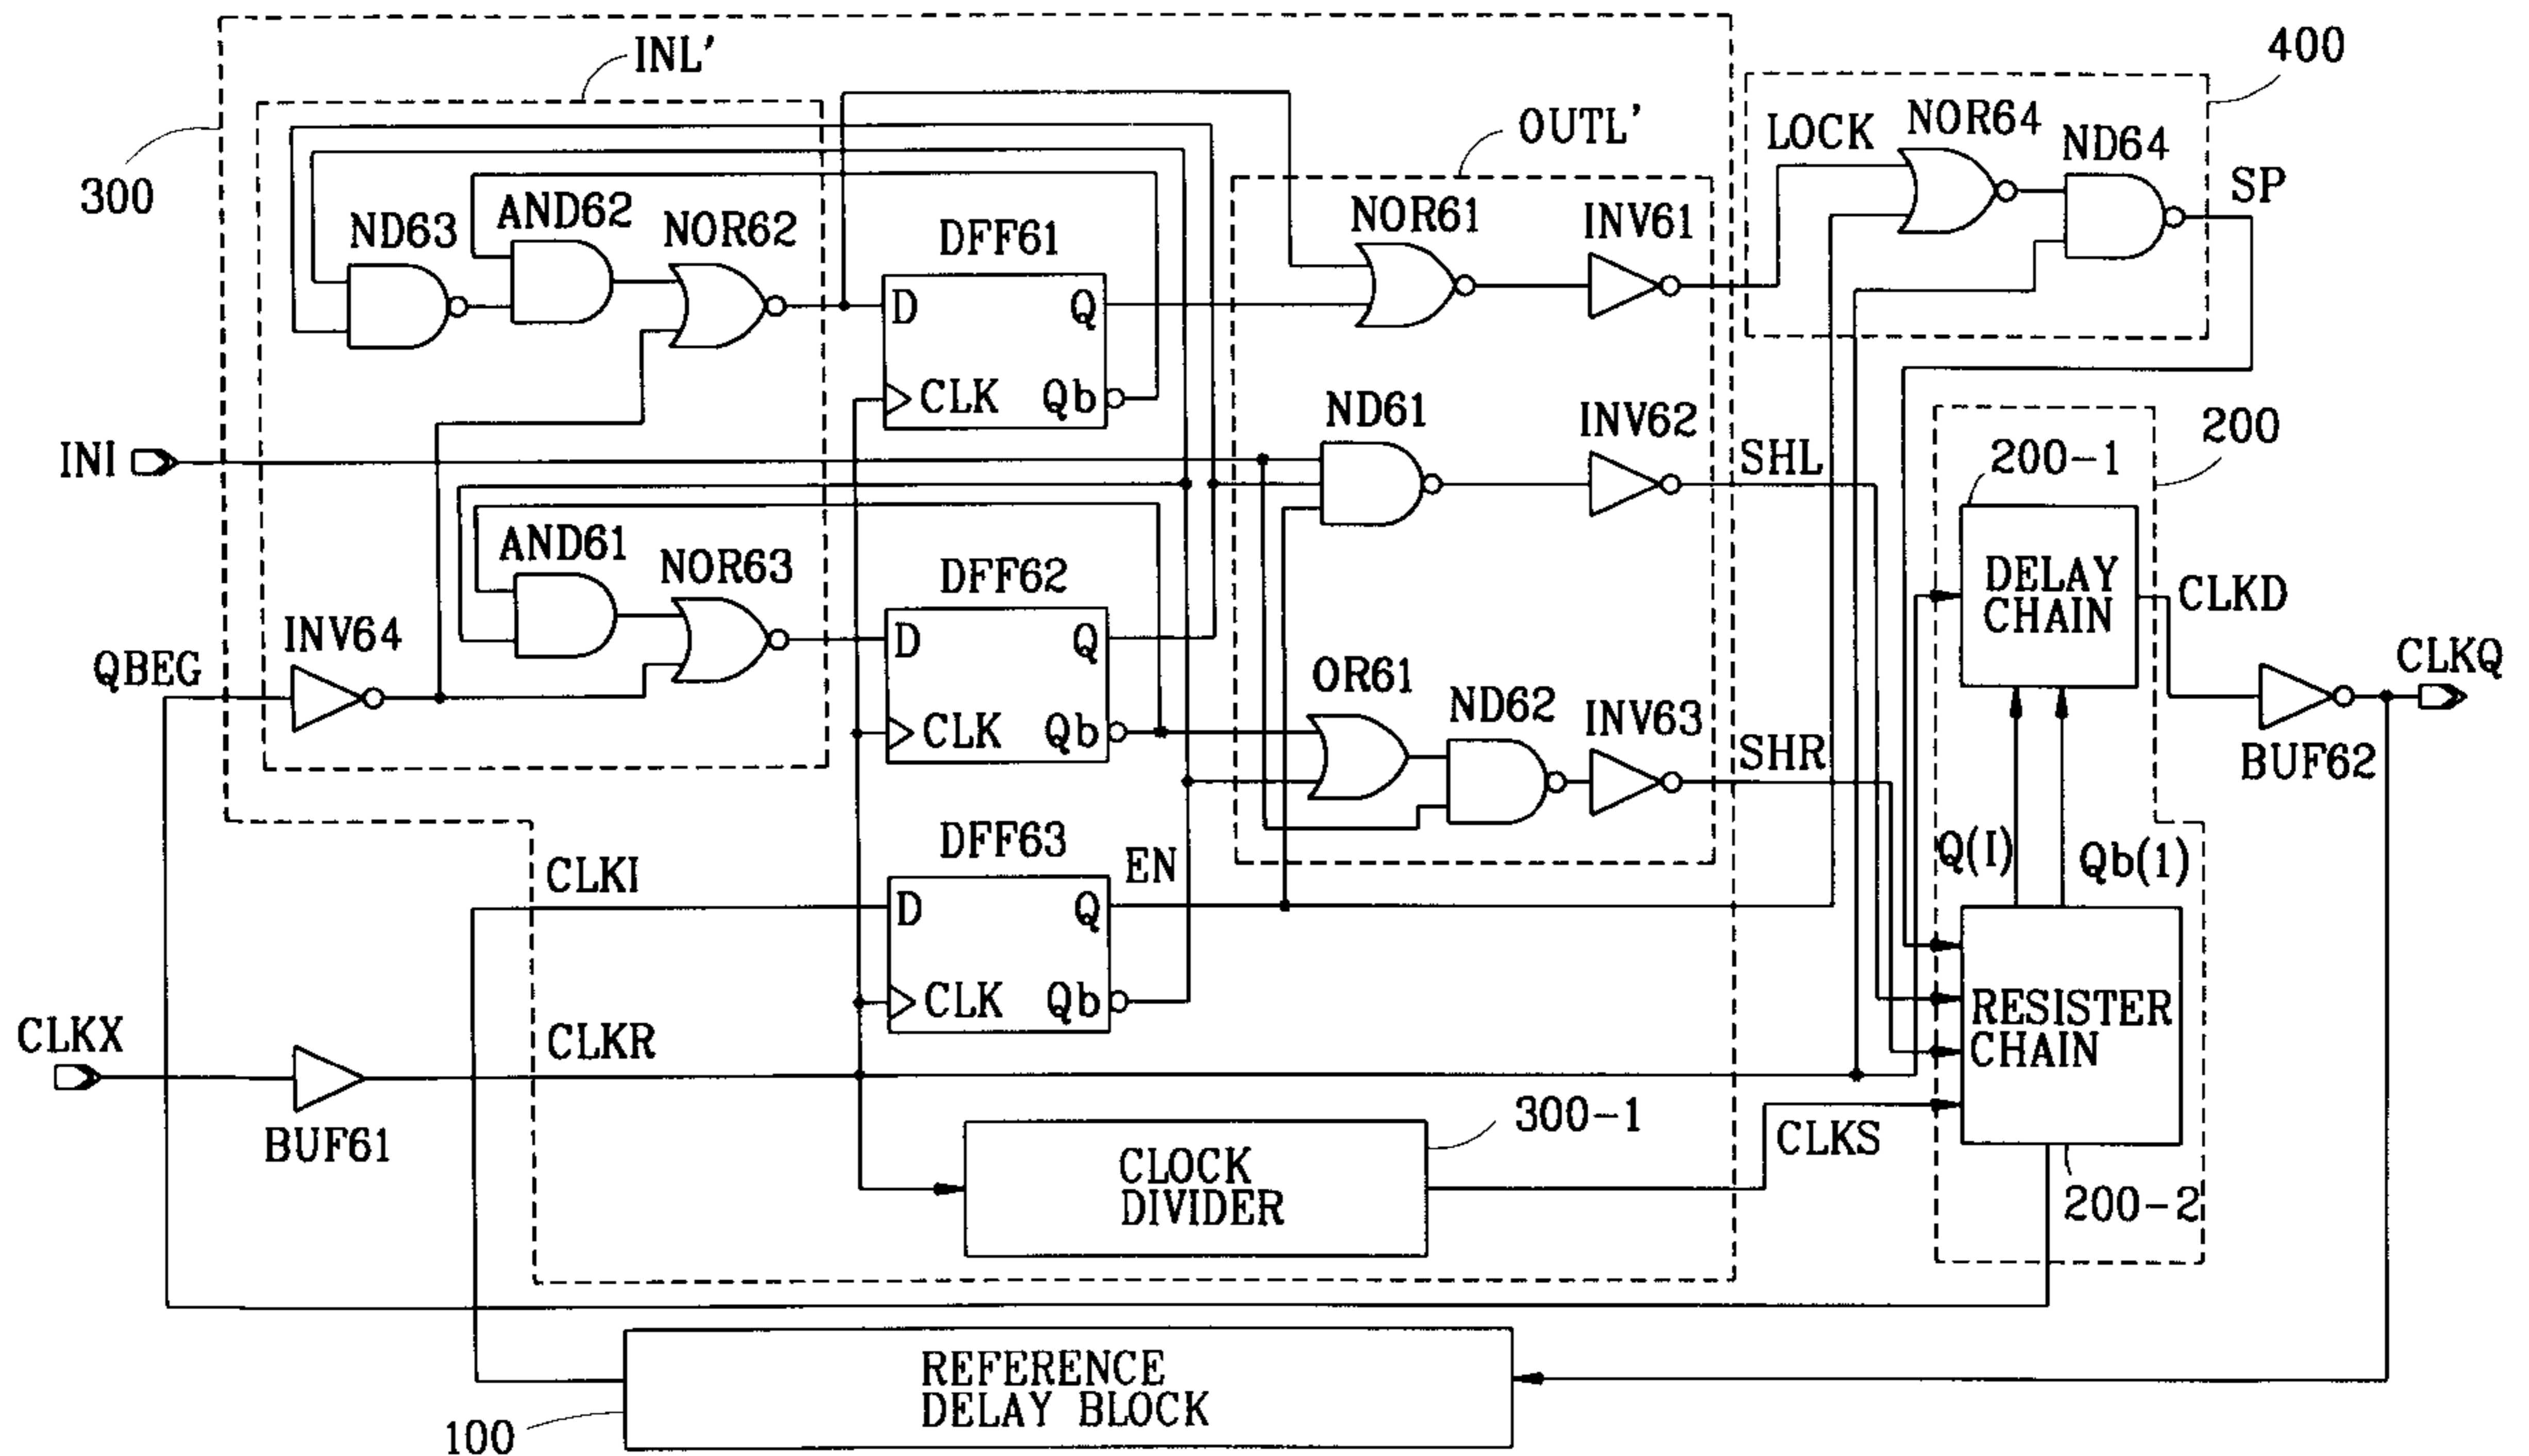 INL'
400
300
OUTL'
LOCK
NOR64
ND64
SP
ND63
AND62
NOR62
DFF61
D
Q
CLK
Qb
NOR61
INV61
INI
ND61
INV62
SHL
200-1
200
DELAY
CHAIN
CLKD
CLKQ
BUF62
AND61
NOR63
DFF62
D
Q
CLK
Qb
INV64
QBEG
OR61
ND62
INV63
SHR
Q(I)
Qb(1)
DFF63
EN
D
Q
CLK
Qb
CLKI
CLKX
CLKR
BUF61
RESISTER
CHAIN
CLOCK
DIVIDER
300-1
CLKS
200-2
REFERENCE
DELAY BLOCK
100